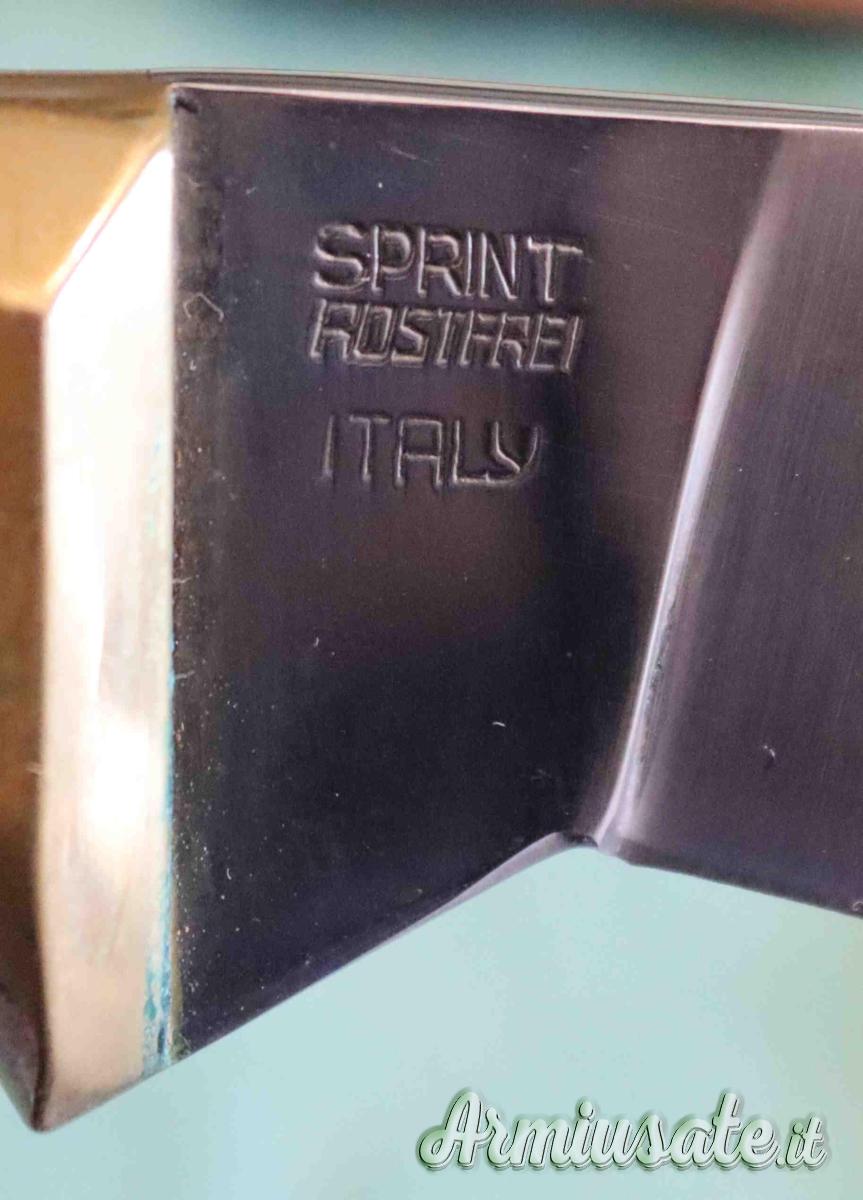 SPRINT
ROSTFREI
ITALY
Armiusate.it